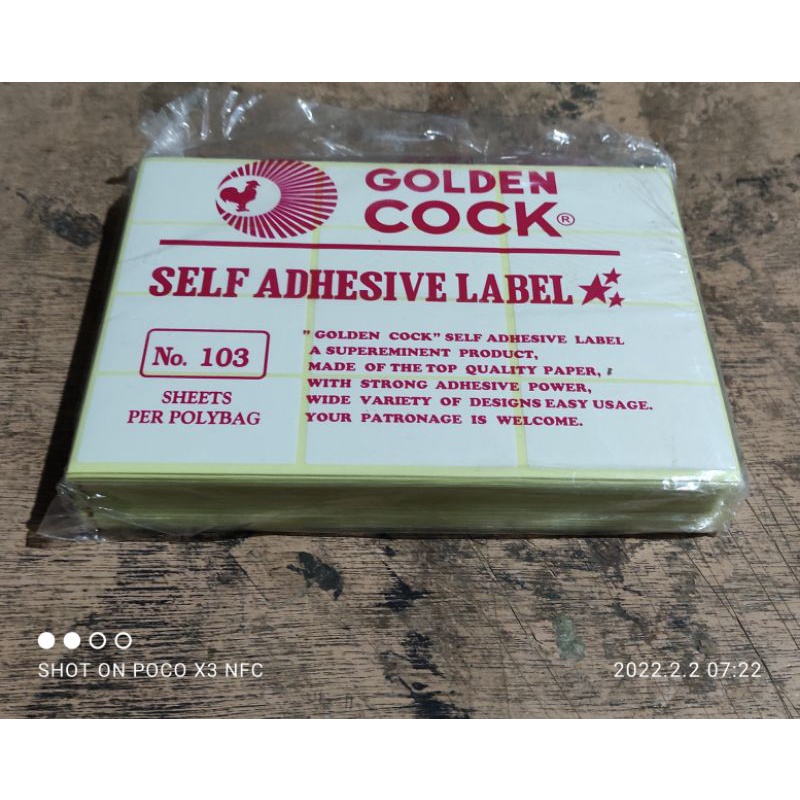 GOLDEN
COCK®
SELF ADHESIVE LABEL
No. 103
SHEETS
PER POLYBAG
" GOLDEN COCK" SELF ADHESIVE LABEL
A SUPEREMINENT PRODUCT,
MADE OF THE TOP QUALITY PAPER,
WITH STRONG ADHESIVE POWER,
WIDE VARIETY OF DESIGNS EASY USAGE.
YOUR PATRONAGE IS WELCOME.
SHOT ON POCO X3 NFC
2022.2.2 07:22